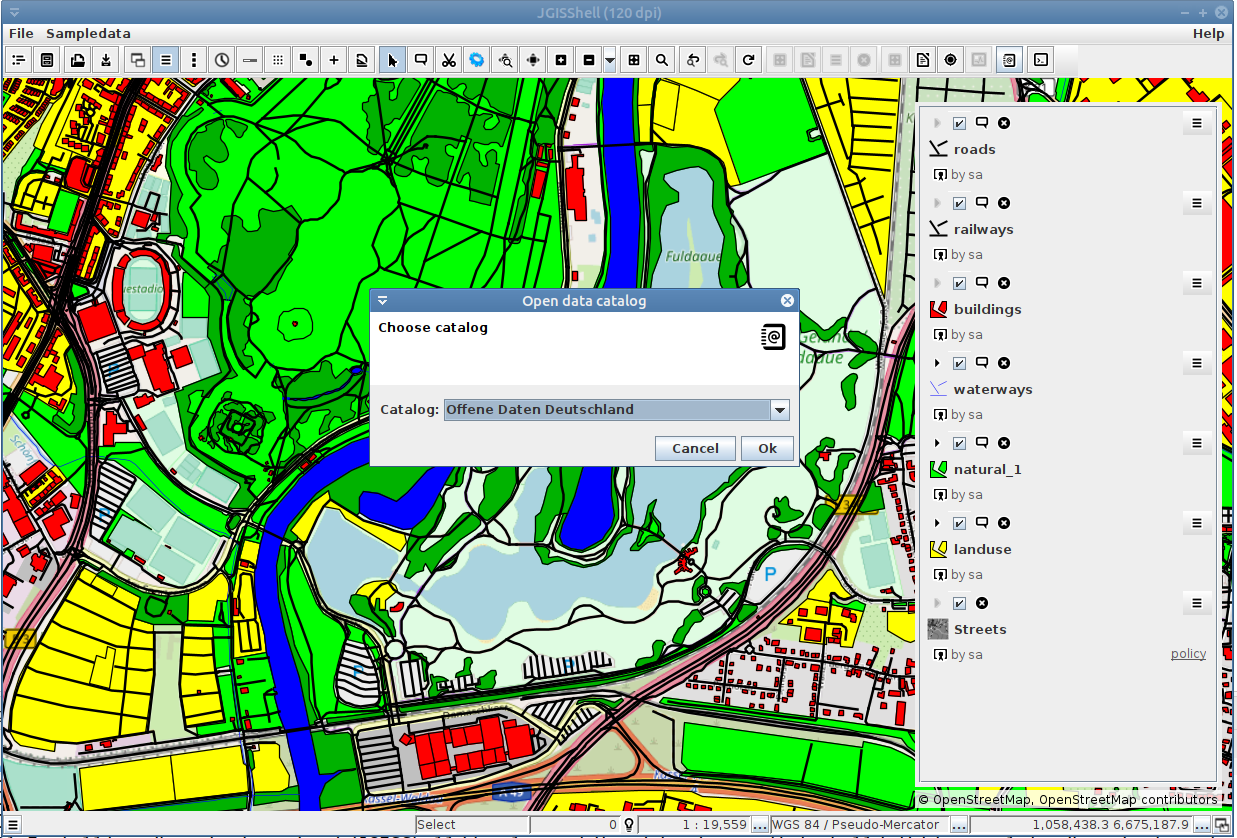 JGISShell (120 dpi)
File Sampledata Help
Fuldaaue
Open data catalog
Choose catalog
Catalog: Offene Daten Deutschland
Cancel Ok
roads
by sa
railways
by sa
buildings
by sa
waterways
by sa
natural_1
by sa
landuse
by sa
Streets
by sa policy
P
© OpenStreetMap, OpenStreetMap contributors
Select 0 1 : 19,559 ... WGS 84 / Pseudo-Mercator ... 1,058,438.3 6,675,187.9 ...